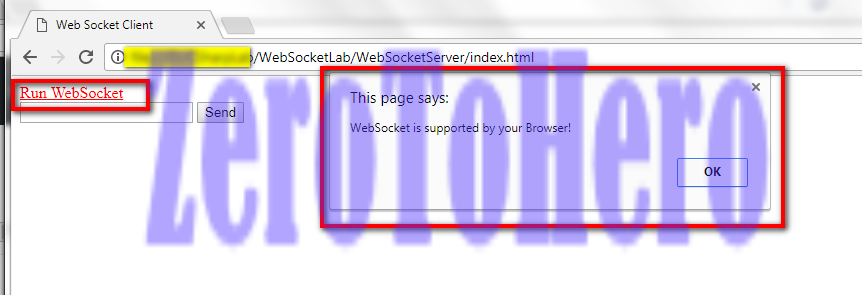 Web Socket Client
/WebSocketLab/WebSocketServer/index.html
Run WebSocket
Send
This page says:
WebSocket is supported by your Browser!
OK
ZeroToHero